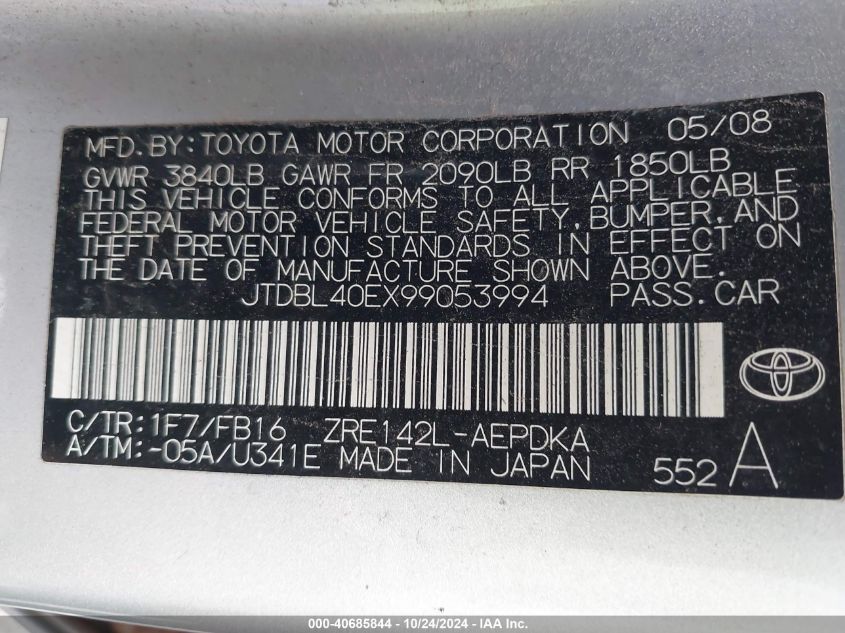 MFD.BY:TOYOTA MOTOR CORPORATION 05/08
GVWR 3840LB GAWR FR 2090LB RR 1850LB
THIS VEHICLE CONFORMS TO ALL APPLICABLE
FEDERAL MOTOR VEHICLE SAFETY,BUMPER,AND
THEFT PREVENTION STANDARDS IN EFFECT ON
THE DATE OF MANUFACTURE SHOWN ABOVE.
JTDBL40EX99053994 PASS.CAR
C/TR:1F7/FB16 ZRE142L-AEPDKA
A/TM:-05A/U341E MADE IN JAPAN 552 A
000-40685844 - 10/24/2024 - IAA Inc.